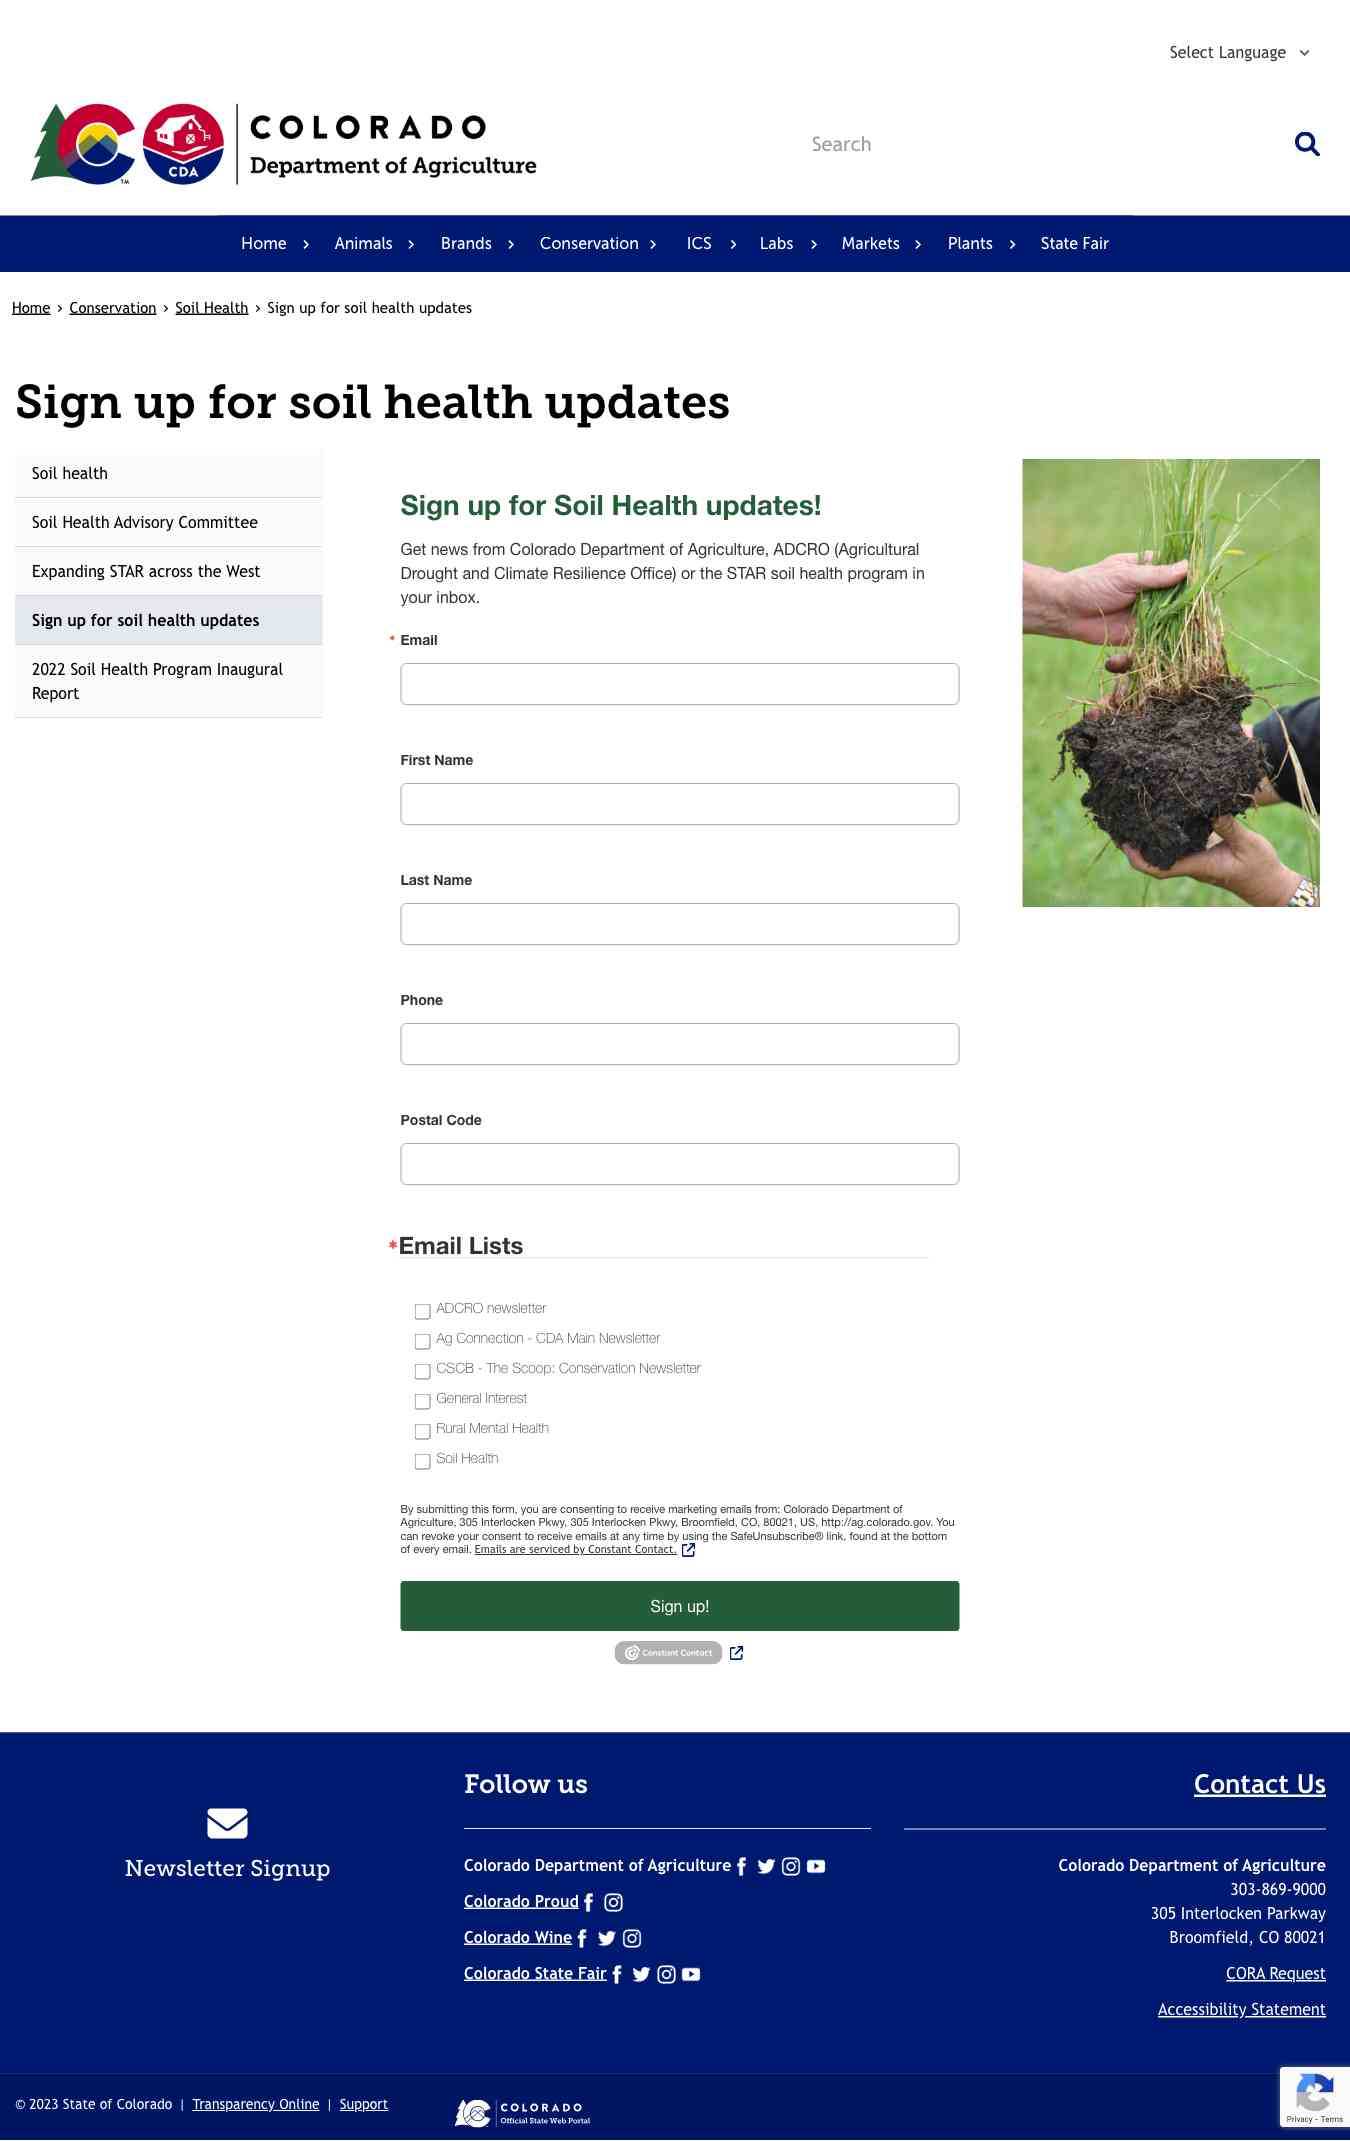 Select Language
COLORADO
Department of Agriculture
CDA
TM
Search
Home
Animals
Brands
Conservation
ICS
Labs
Markets
Plants
State Fair
Home › Conservation › Soil Health › Sign up for soil health updates
Sign up for soil health updates
Soil health
Soil Health Advisory Committee
Expanding STAR across the West
Sign up for soil health updates
2022 Soil Health Program Inaugural
Report
Sign up for Soil Health updates!
Get news from Colorado Department of Agriculture, ADCRO (Agricultural
Drought and Climate Resilience Office) or the STAR soil health program in
your inbox.
* Email
First Name
Last Name
Phone
Postal Code
*Email Lists
ADCRO newsletter
Ag Connection - CDA Main Newsletter
CSCB - The Scoop: Conservation Newsletter
General Interest
Rural Mental Health
Soil Health
By submitting this form, you are consenting to receive marketing emails from: Colorado Department of
Agriculture, 305 Interlocken Pkwy, 305 Interlocken Pkwy, Broomfield, CO, 80021, US, http://ag.colorado.gov. You
can revoke your consent to receive emails at any time by using the SafeUnsubscribe® link, found at the bottom
of every email. Emails are serviced by Constant Contact.
Sign up!
Constant Contact
Newsletter Signup
Follow us
Colorado Department of Agriculture
Colorado Proud
Colorado Wine
Colorado State Fair
Contact Us
Colorado Department of Agriculture
303-869-9000
305 Interlocken Parkway
Broomfield, CO 80021
CORA Request
Accessibility Statement
© 2023 State of Colorado | Transparency Online | Support
COLORADO
Official State Web Portal
Privacy - Terms